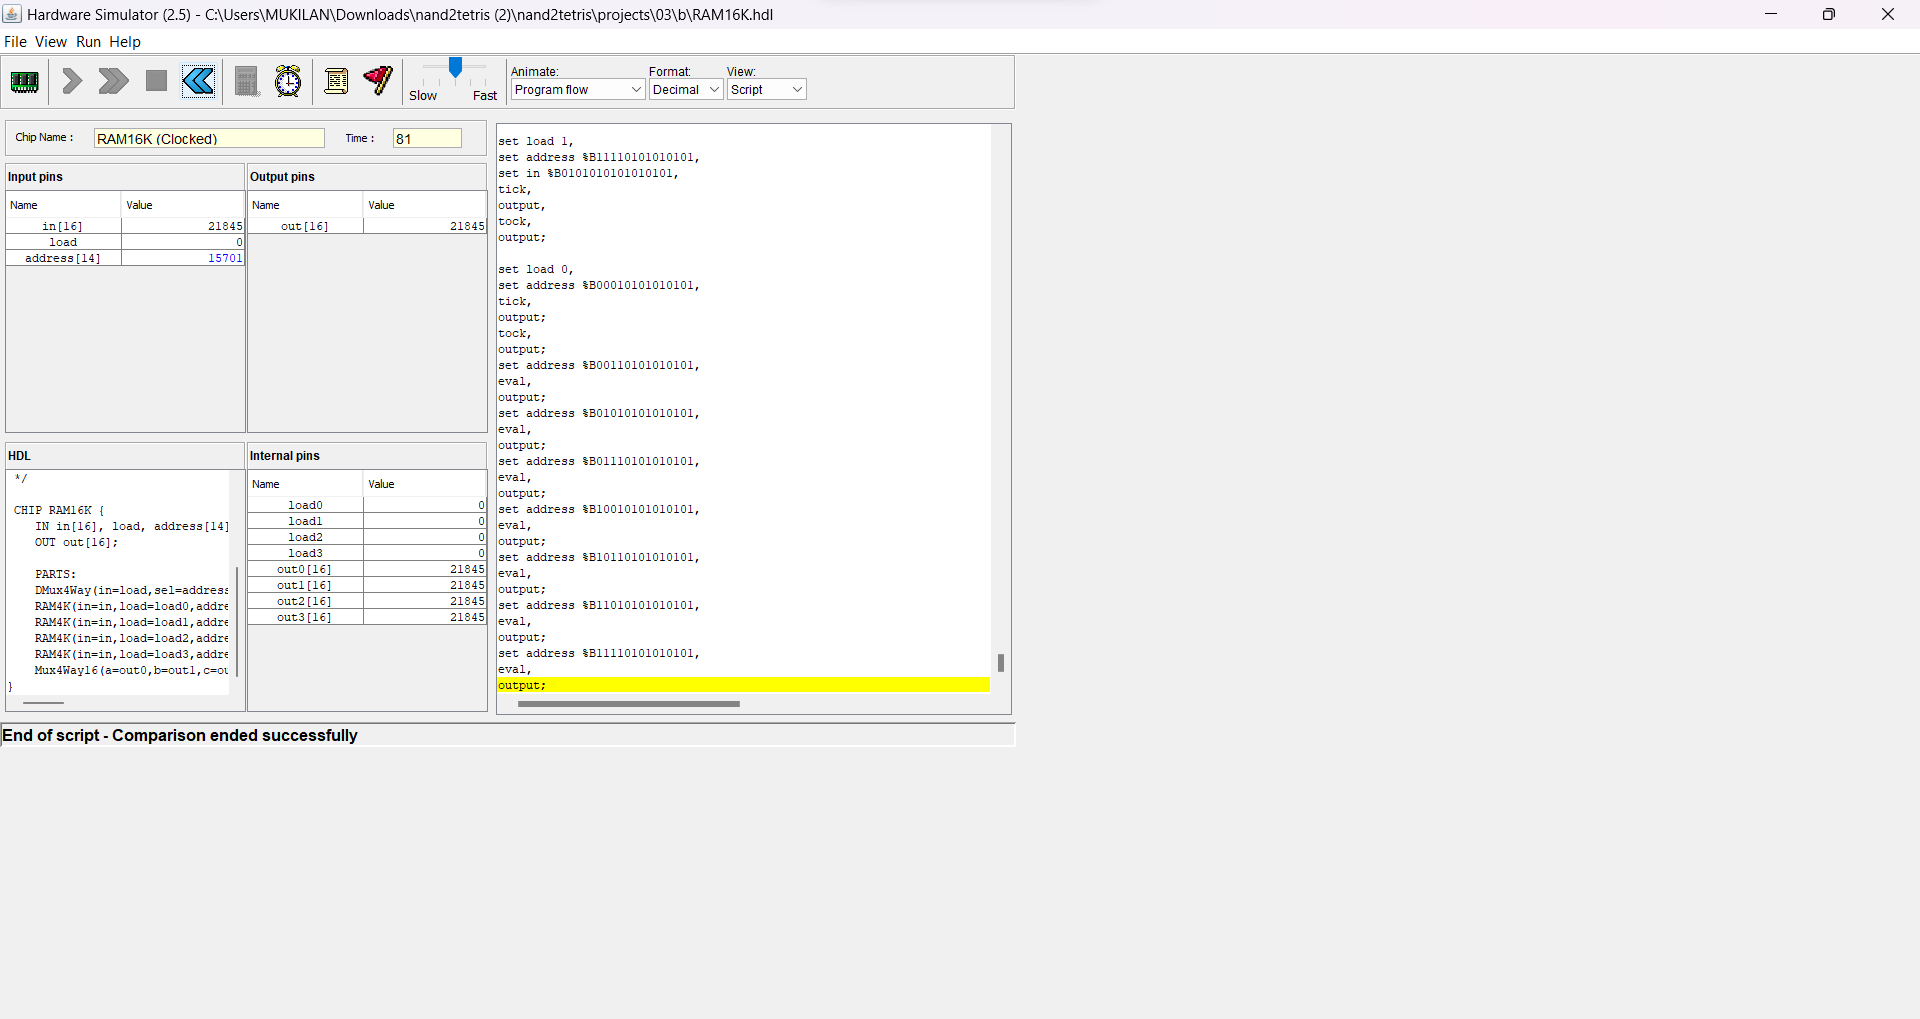 Hardware Simulator (2.5) - C:\Users\MUKILAN\Downloads\nand2tetris (2)\nand2tetris\projects\03\b\RAM16K.hdl
File View Run Help
Slow Fast
Animate: Format: View:
Program flow Decimal Script
Chip Name : RAM16K (Clocked) Time : 81
Input pins
Name Value
in[16] 21845
load 0
address[14] 15701
Output pins
Name Value
out[16] 21845
HDL
*/
CHIP RAM16K {
IN in[16], load, address[14]
OUT out[16];
PARTS:
DMux4Way(in=load,sel=address
RAM4K(in=in,load=load0,addre
RAM4K(in=in,load=load1,addre
RAM4K(in=in,load=load2,addre
RAM4K(in=in,load=load3,addre
Mux4Way16(a=out0,b=out1,c=ou
}
Internal pins
Name Value
load0 0
load1 0
load2 0
load3 0
out0[16] 21845
out1[16] 21845
out2[16] 21845
out3[16] 21845
set load 1,
set address %B11110101010101,
set in %B0101010101010101,
tick,
output,
tock,
output;
set load 0,
set address %B00010101010101,
tick,
output;
tock,
output;
set address %B00110101010101,
eval,
output;
set address %B01010101010101,
eval,
output;
set address %B01110101010101,
eval,
output;
set address %B10010101010101,
eval,
output;
set address %B10110101010101,
eval,
output;
set address %B11010101010101,
eval,
output;
set address %B11110101010101,
eval,
output;
End of script - Comparison ended successfully